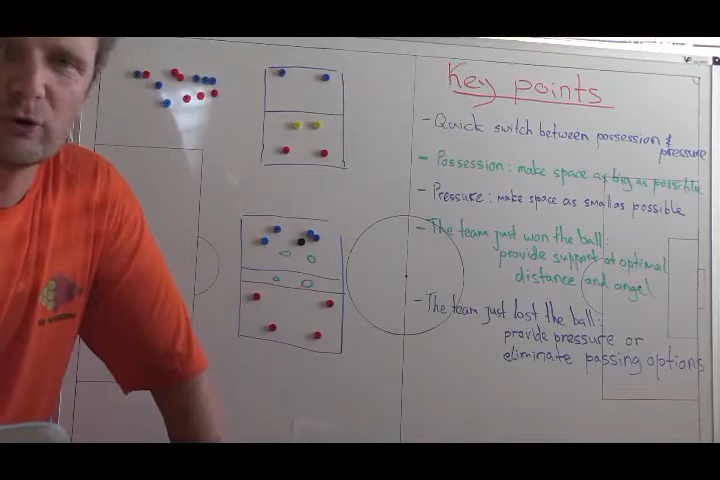 Key points
- Quick switch between possession &
pressure
- Possession: make space as big as possible
- Pressure: make space as small as possible
- The team just won the ball:
provide support at optimal
distance and angel
- The team just lost the ball:
provide pressure or
eliminate passing options